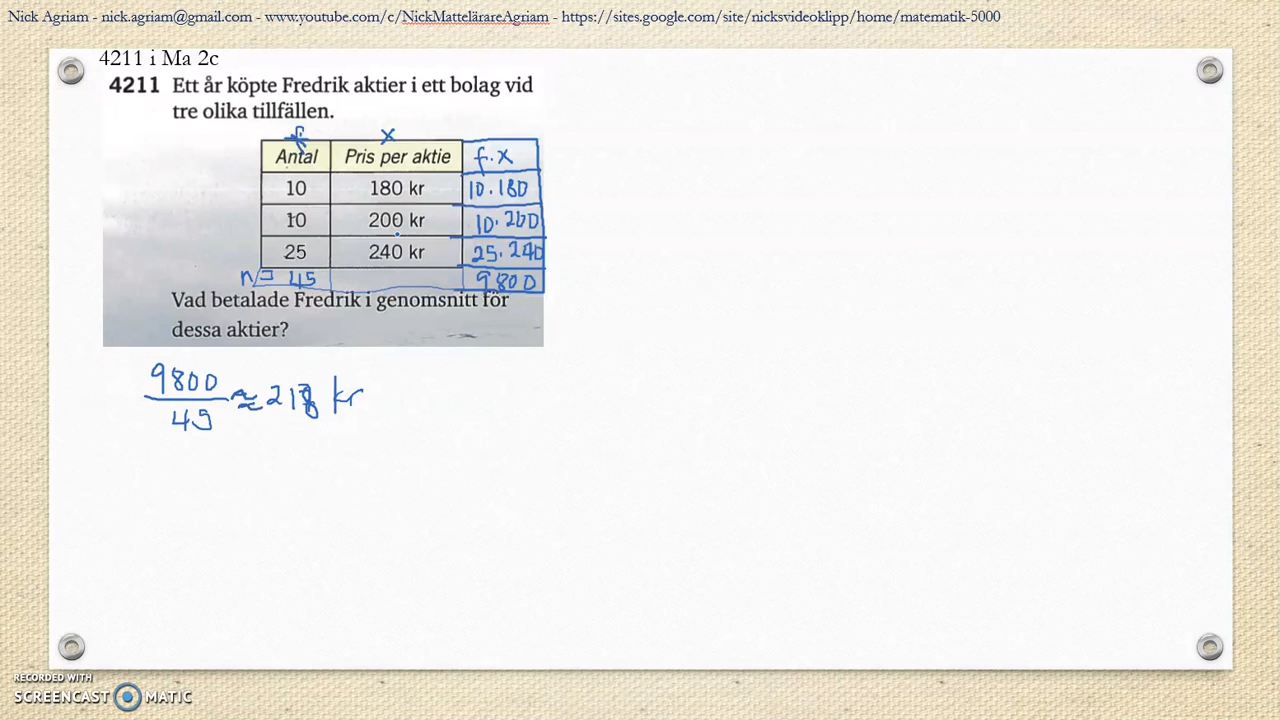 Nick Agriam - nick.agriam@gmail.com - www.youtube.com/c/NickMattelärareAgriam - https://sites.google.com/site/nicksvideoklipp/home/matematik-5000
4211 i Ma 2c
4211 Ett år köpte Fredrik aktier i ett bolag vid
tre olika tillfällen.
f x
Antal Pris per aktie f·x
10 180 kr 10·180
10 200 kr 10·200
25 240 kr 25·240
n= 45 9800
Vad betalade Fredrik i genomsnitt för
dessa aktier?
9800
45
≈ 218 kr
RECORDED WITH
SCREENCAST MATIC